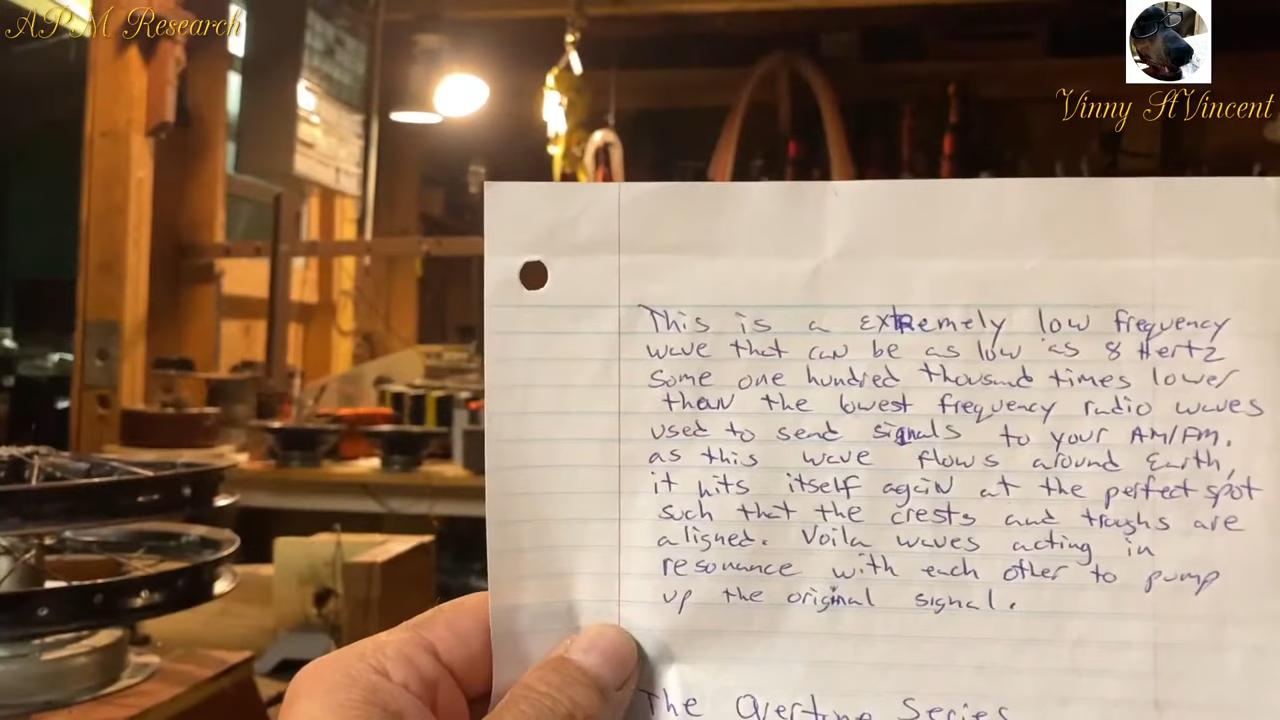 APM Research
Vinny StVincent
This is a extremely low frequency
wave that can be as low as 8 Hertz
some one hundred thousand times lower
than the lowest frequency radio waves
used to send signals to your AM/FM.
as this wave flows around Earth,
it hits itself again at the perfect spot
such that the crests and troughs are
aligned. Voila waves acting in
resonance with each other to pump
up the original signal.
The Overtone Series